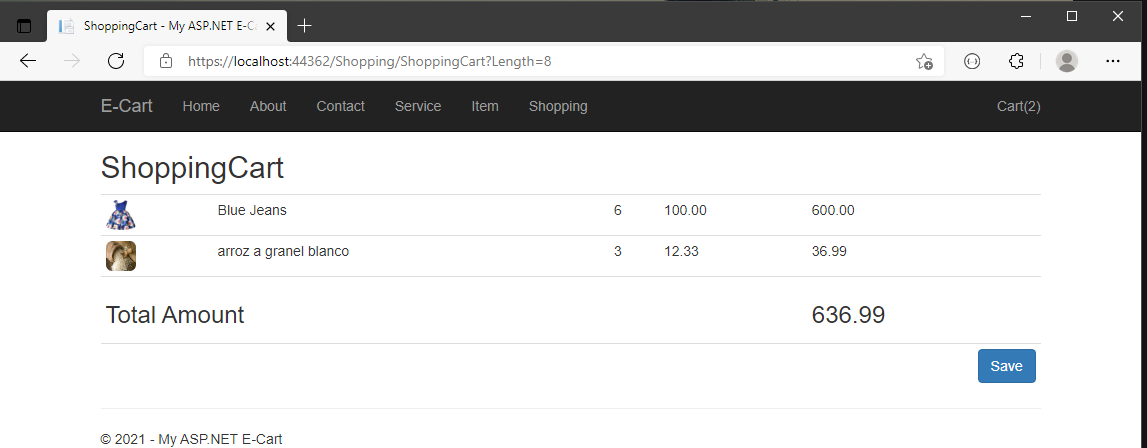 ShoppingCart - My ASP.NET E-C
https://localhost:44362/Shopping/ShoppingCart?Length=8
E-Cart Home About Contact Service Item Shopping Cart(2)
ShoppingCart
Blue Jeans 6 100.00 600.00
arroz a granel blanco 3 12.33 36.99
Total Amount 636.99
Save
© 2021 - My ASP.NET E-Cart